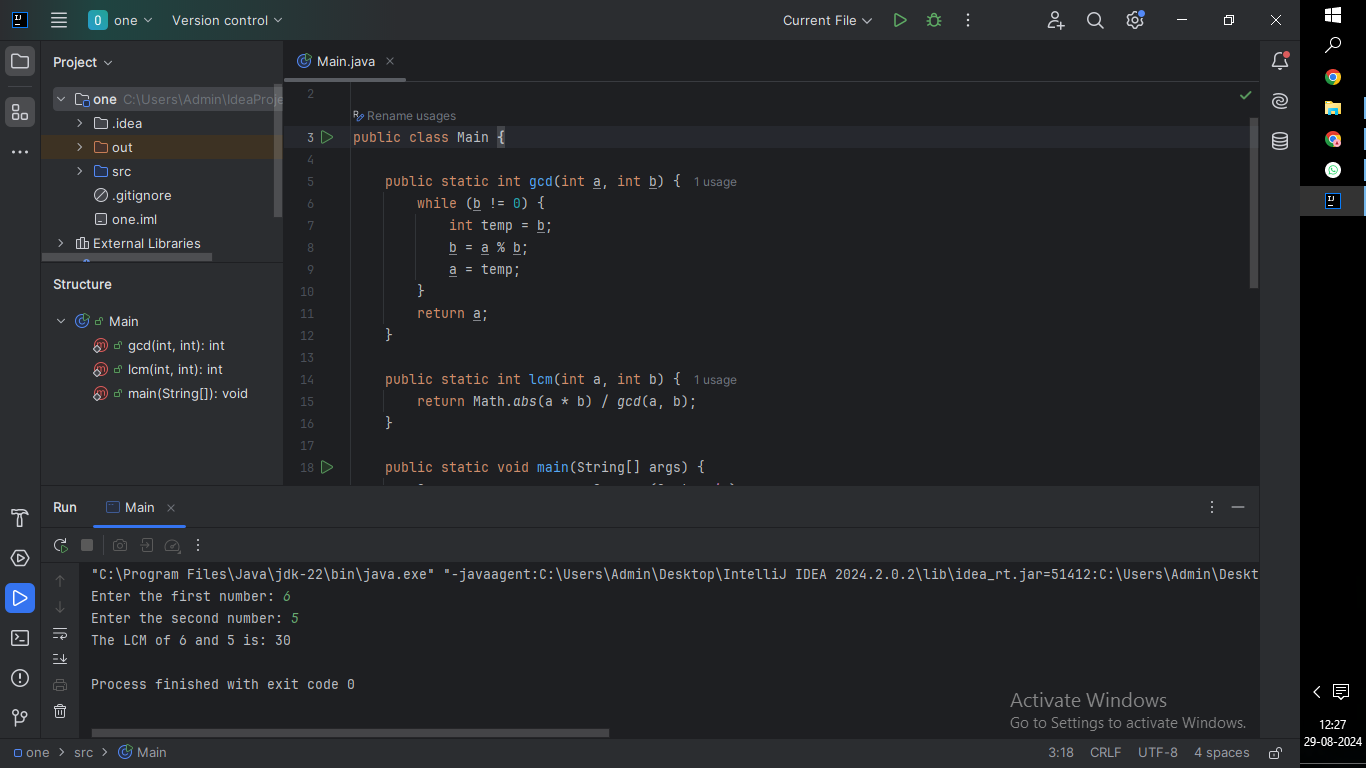 one
Version control
Current File
Project
Main.java
one C:\Users\Admin\IdeaProje
.idea
out
src
.gitignore
one.iml
External Libraries
Structure
Main
gcd(int, int): int
lcm(int, int): int
main(String[]): void
2
Rename usages
3 public class Main {
4
5 public static int gcd(int a, int b) { 1 usage
6 while (b != 0) {
7 int temp = b;
8 b = a % b;
9 a = temp;
10 }
11 return a;
12 }
13
14 public static int lcm(int a, int b) { 1 usage
15 return Math.abs(a * b) / gcd(a, b);
16 }
17
18 public static void main(String[] args) {
Run Main
"C:\Program Files\Java\jdk-22\bin\java.exe" "-javaagent:C:\Users\Admin\Desktop\IntelliJ IDEA 2024.2.0.2\lib\idea_rt.jar=51412:C:\Users\Admin\Deskt
Enter the first number: 6
Enter the second number: 5
The LCM of 6 and 5 is: 30
Process finished with exit code 0
Activate Windows
Go to Settings to activate Windows.
one > src > Main
3:18 CRLF UTF-8 4 spaces
12:27
29-08-2024